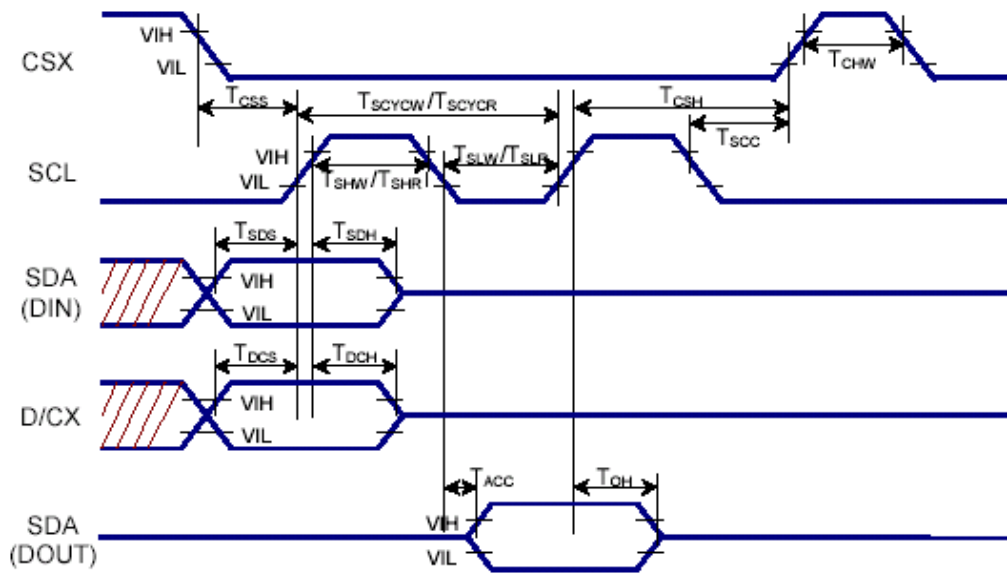 CSX
VIH
VIL
TCSS
TSCYCW/TSCYCR
TCSH
TCHW
TSCC
SCL
VIH
VIL
TSHW/TSHR
TSLW/TSLR
SDA
(DIN)
TSDS
TSDH
VIH
VIL
D/CX
TDCS
TDCH
VIH
VIL
SDA
(DOUT)
TACC
TOH
VIH
VIL